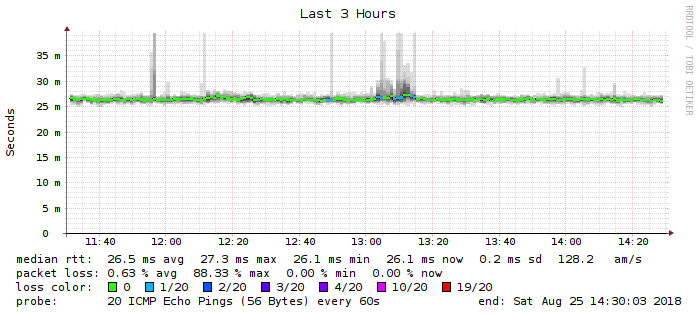 Last 3 Hours
RRDTOOL / TOBI OETIKER
Seconds
35 m
30 m
25 m
20 m
15 m
10 m
5 m
0
11:40 12:00 12:20 12:40 13:00 13:20 13:40 14:00 14:20
median rtt: 26.5 ms avg 27.3 ms max 26.1 ms min 26.1 ms now 0.2 ms sd 128.2 am/s
packet loss: 0.63 % avg 88.33 % max 0.00 % min 0.00 % now
loss color: 0 1/20 2/20 3/20 4/20 10/20 19/20
probe: 20 ICMP Echo Pings (56 Bytes) every 60s end: Sat Aug 25 14:30:03 2018